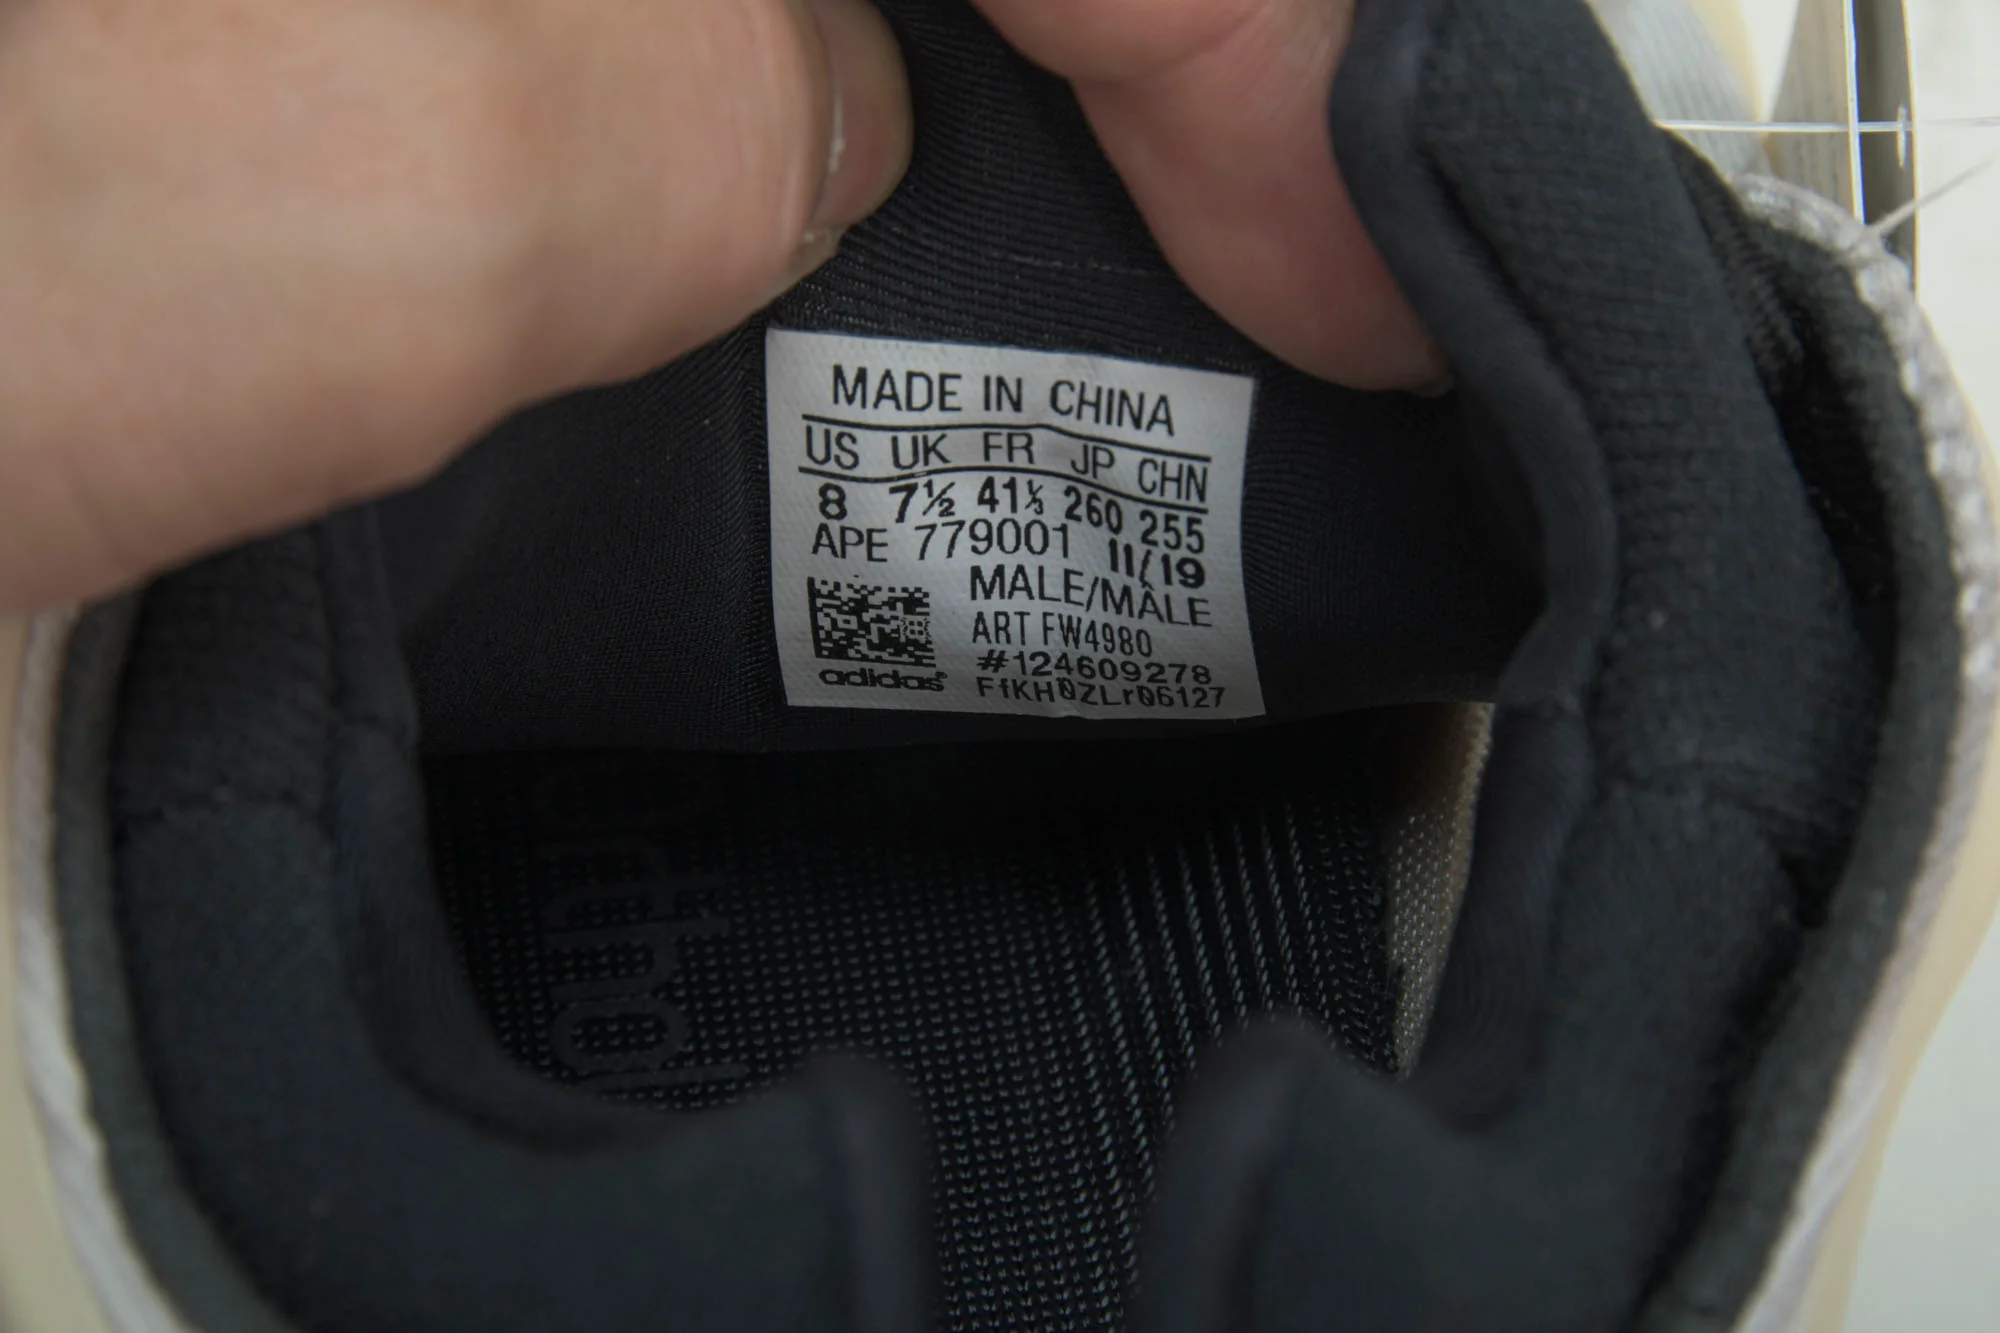 MADE IN CHINA
US UK FR JP CHN
8 7½ 41⅓ 260 255
APE 779001 11/19
MALE/MÂLE
ART FW4980
#124609278
FfKH0ZLr06127
adidas
ortholite